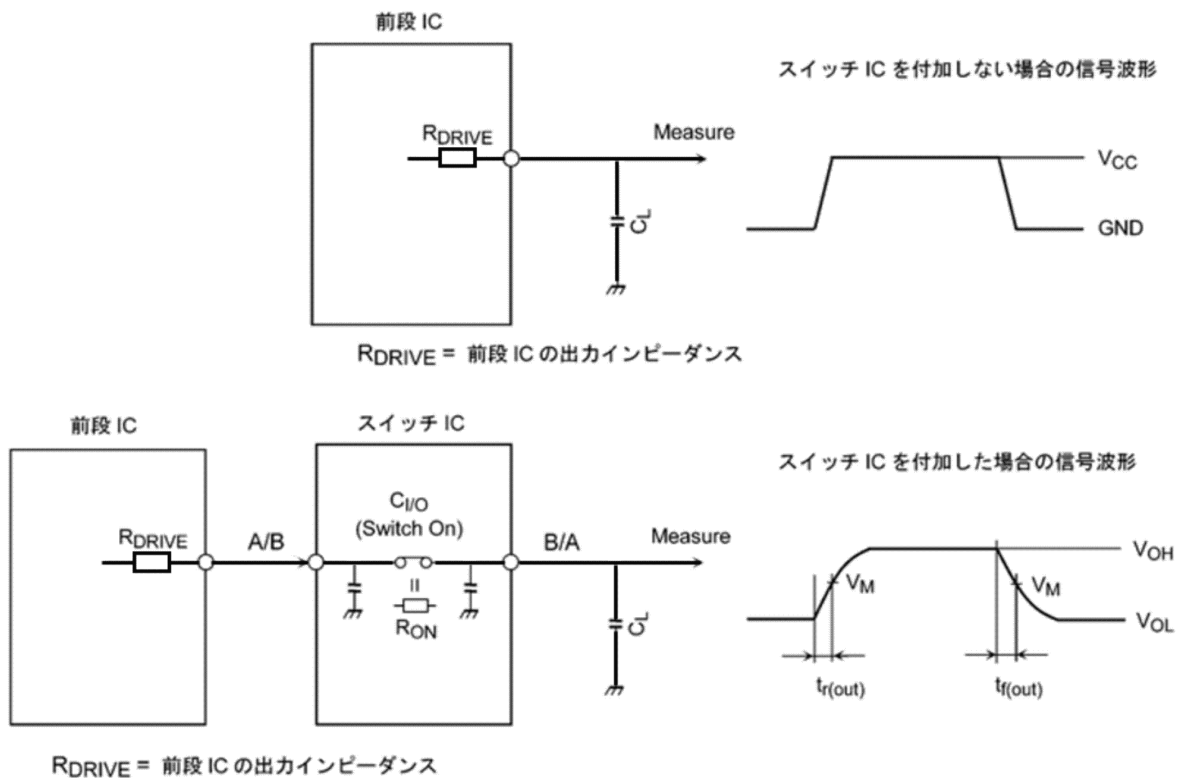 前段 IC
スイッチ IC を付加しない場合の信号波形
RDRIVE
Measure
VCC
CL
GND
RDRIVE = 前段 IC の出力インピーダンス
前段 IC
スイッチ IC
スイッチ IC を付加した場合の信号波形
CI/O
(Switch On)
RDRIVE
A/B
B/A
Measure
VOH
VM
VM
RON
CL
VOL
tr(out)
tf(out)
RDRIVE = 前段 IC の出力インピーダンス